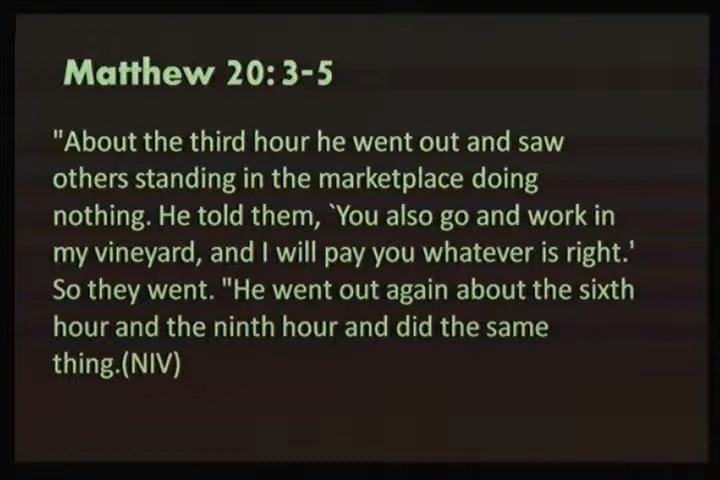 Matthew 20:3-5
"About the third hour he went out and saw
others standing in the marketplace doing
nothing. He told them, `You also go and work in
my vineyard, and I will pay you whatever is right.'
So they went. "He went out again about the sixth
hour and the ninth hour and did the same
thing.(NIV)